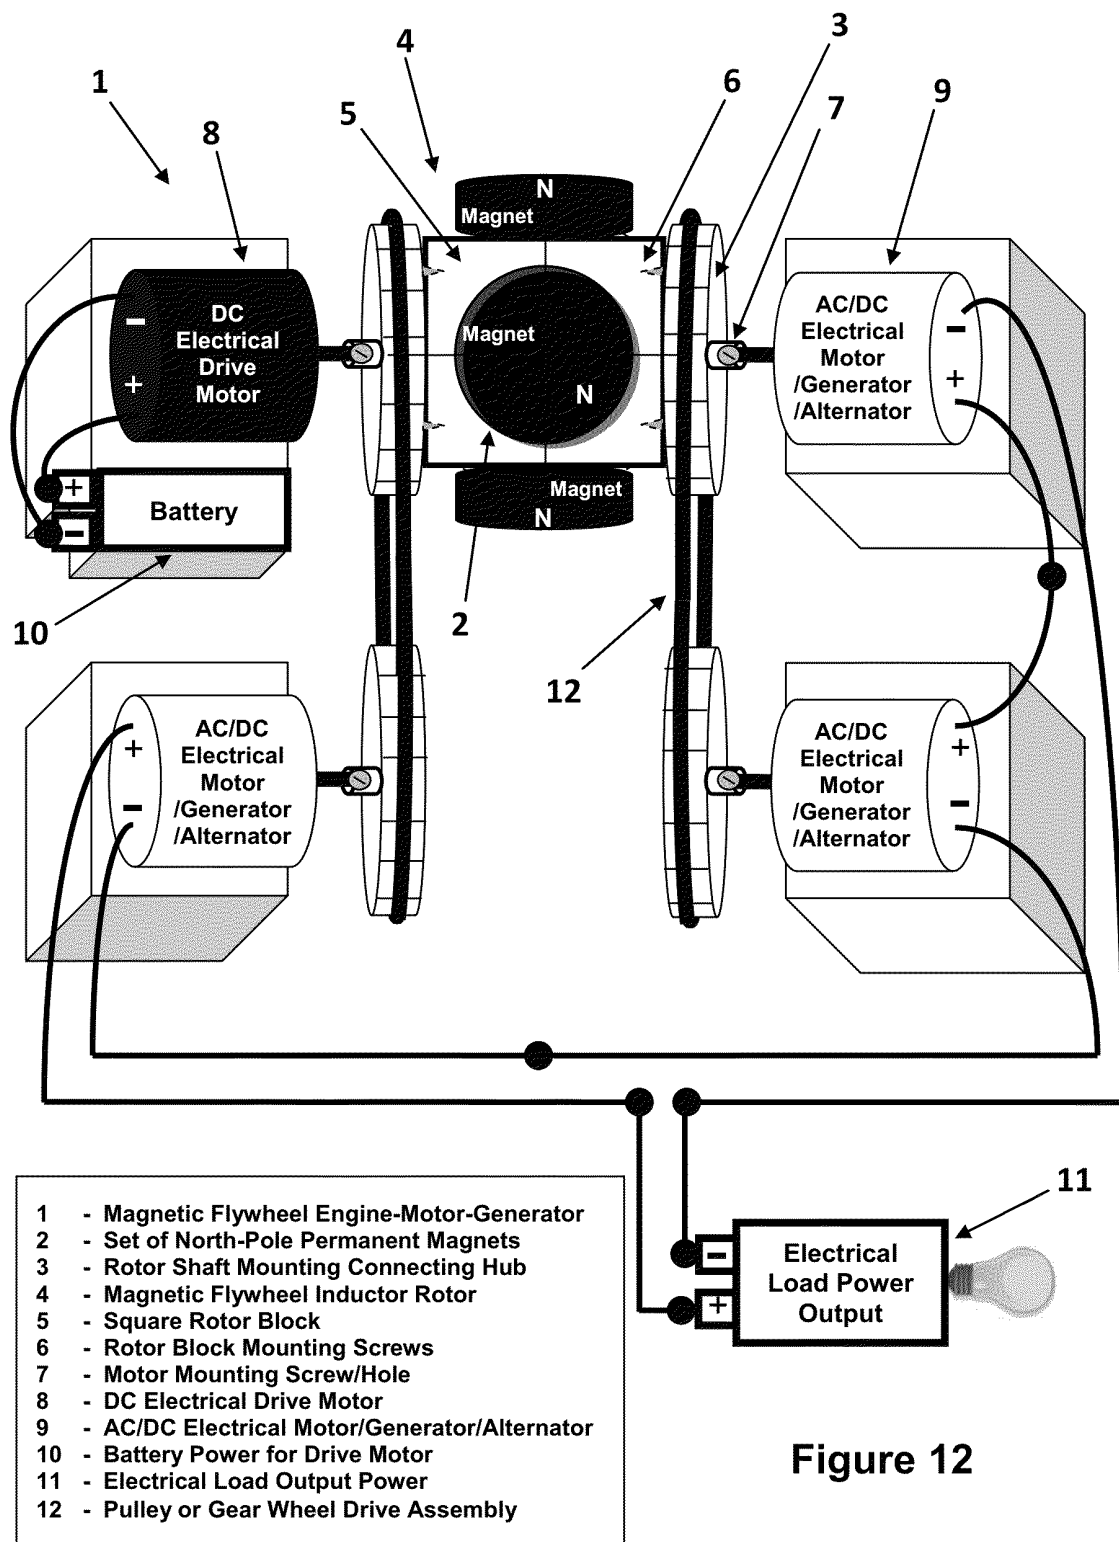 4
3
1
5
6
9
8
7
N
Magnet
DC
Electrical
Drive
Motor
−
+
Magnet
N
AC/DC
Electrical
Motor
/Generator
/Alternator
−
+
+
−
Battery
Magnet
N
10
2
12
AC/DC
Electrical
Motor
/Generator
/Alternator
+
−
AC/DC
Electrical
Motor
/Generator
/Alternator
+
−
11
−
+
Electrical
Load Power
Output
1 - Magnetic Flywheel Engine-Motor-Generator
2 - Set of North-Pole Permanent Magnets
3 - Rotor Shaft Mounting Connecting Hub
4 - Magnetic Flywheel Inductor Rotor
5 - Square Rotor Block
6 - Rotor Block Mounting Screws
7 - Motor Mounting Screw/Hole
8 - DC Electrical Drive Motor
9 - AC/DC Electrical Motor/Generator/Alternator
10 - Battery Power for Drive Motor
11 - Electrical Load Output Power
12 - Pulley or Gear Wheel Drive Assembly
Figure 12